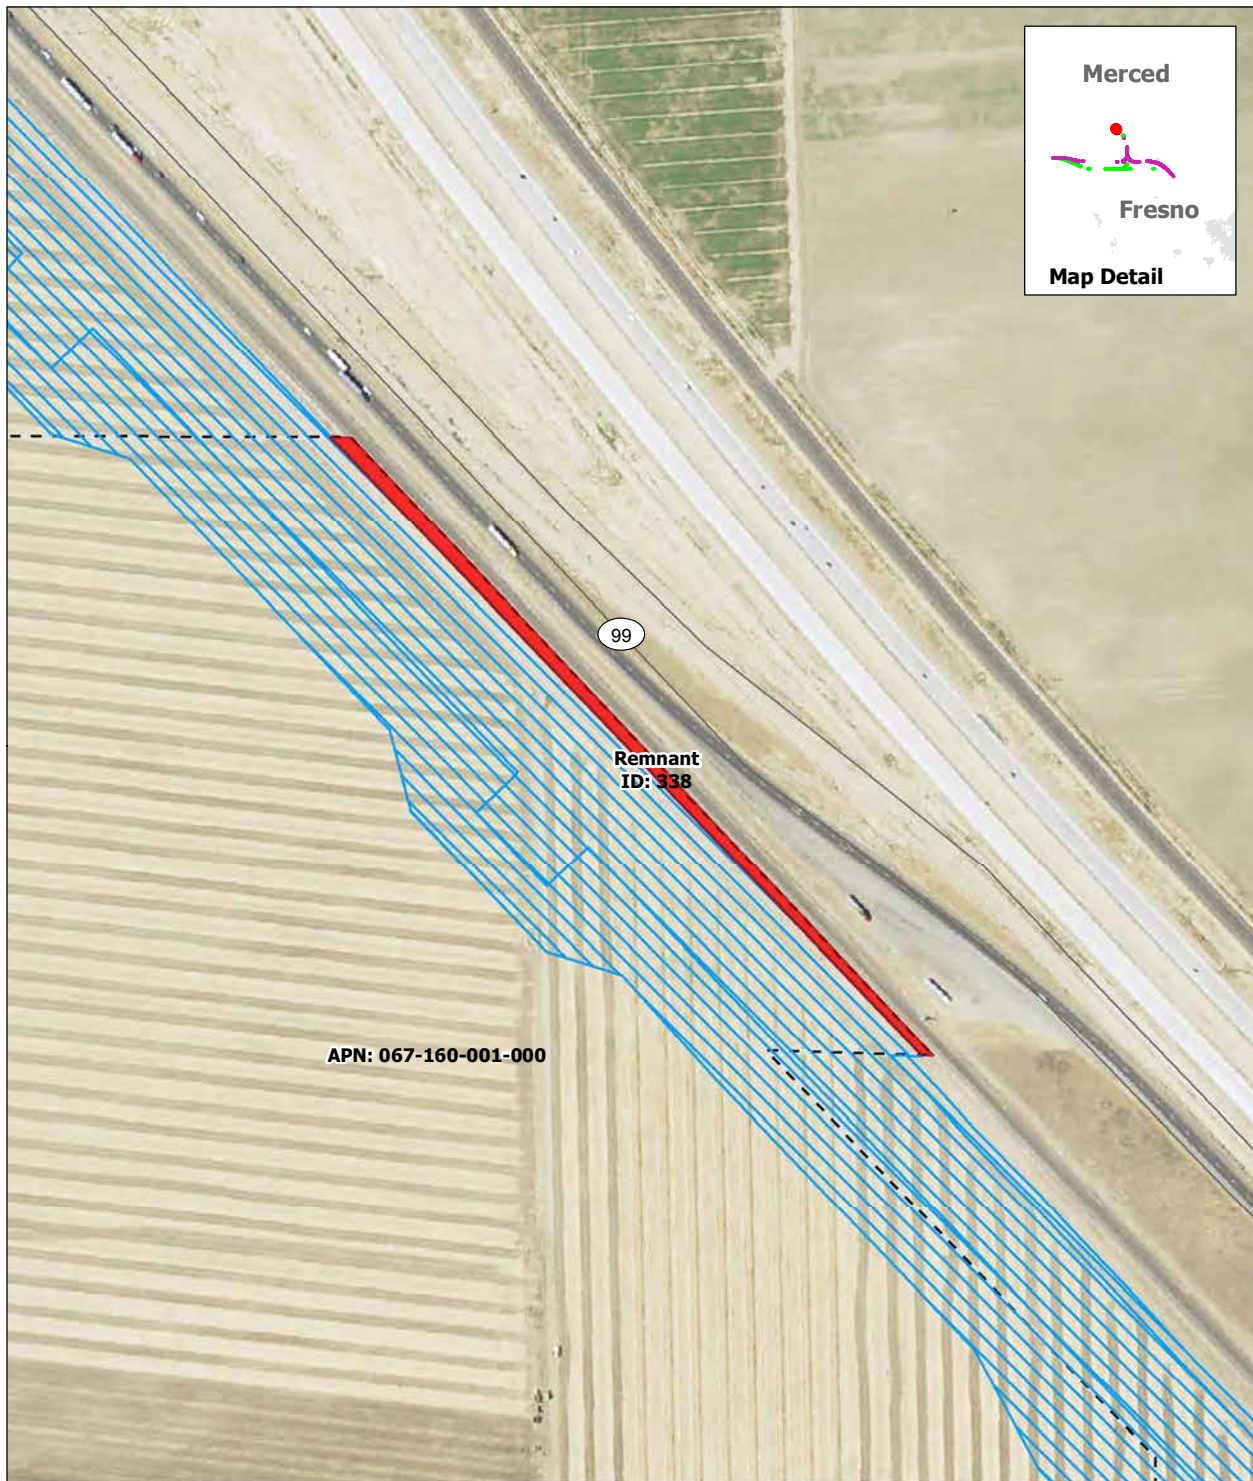 Merced
Fresno
Map Detail
99
Remnant
ID: 338
APN: 067-160-001-000